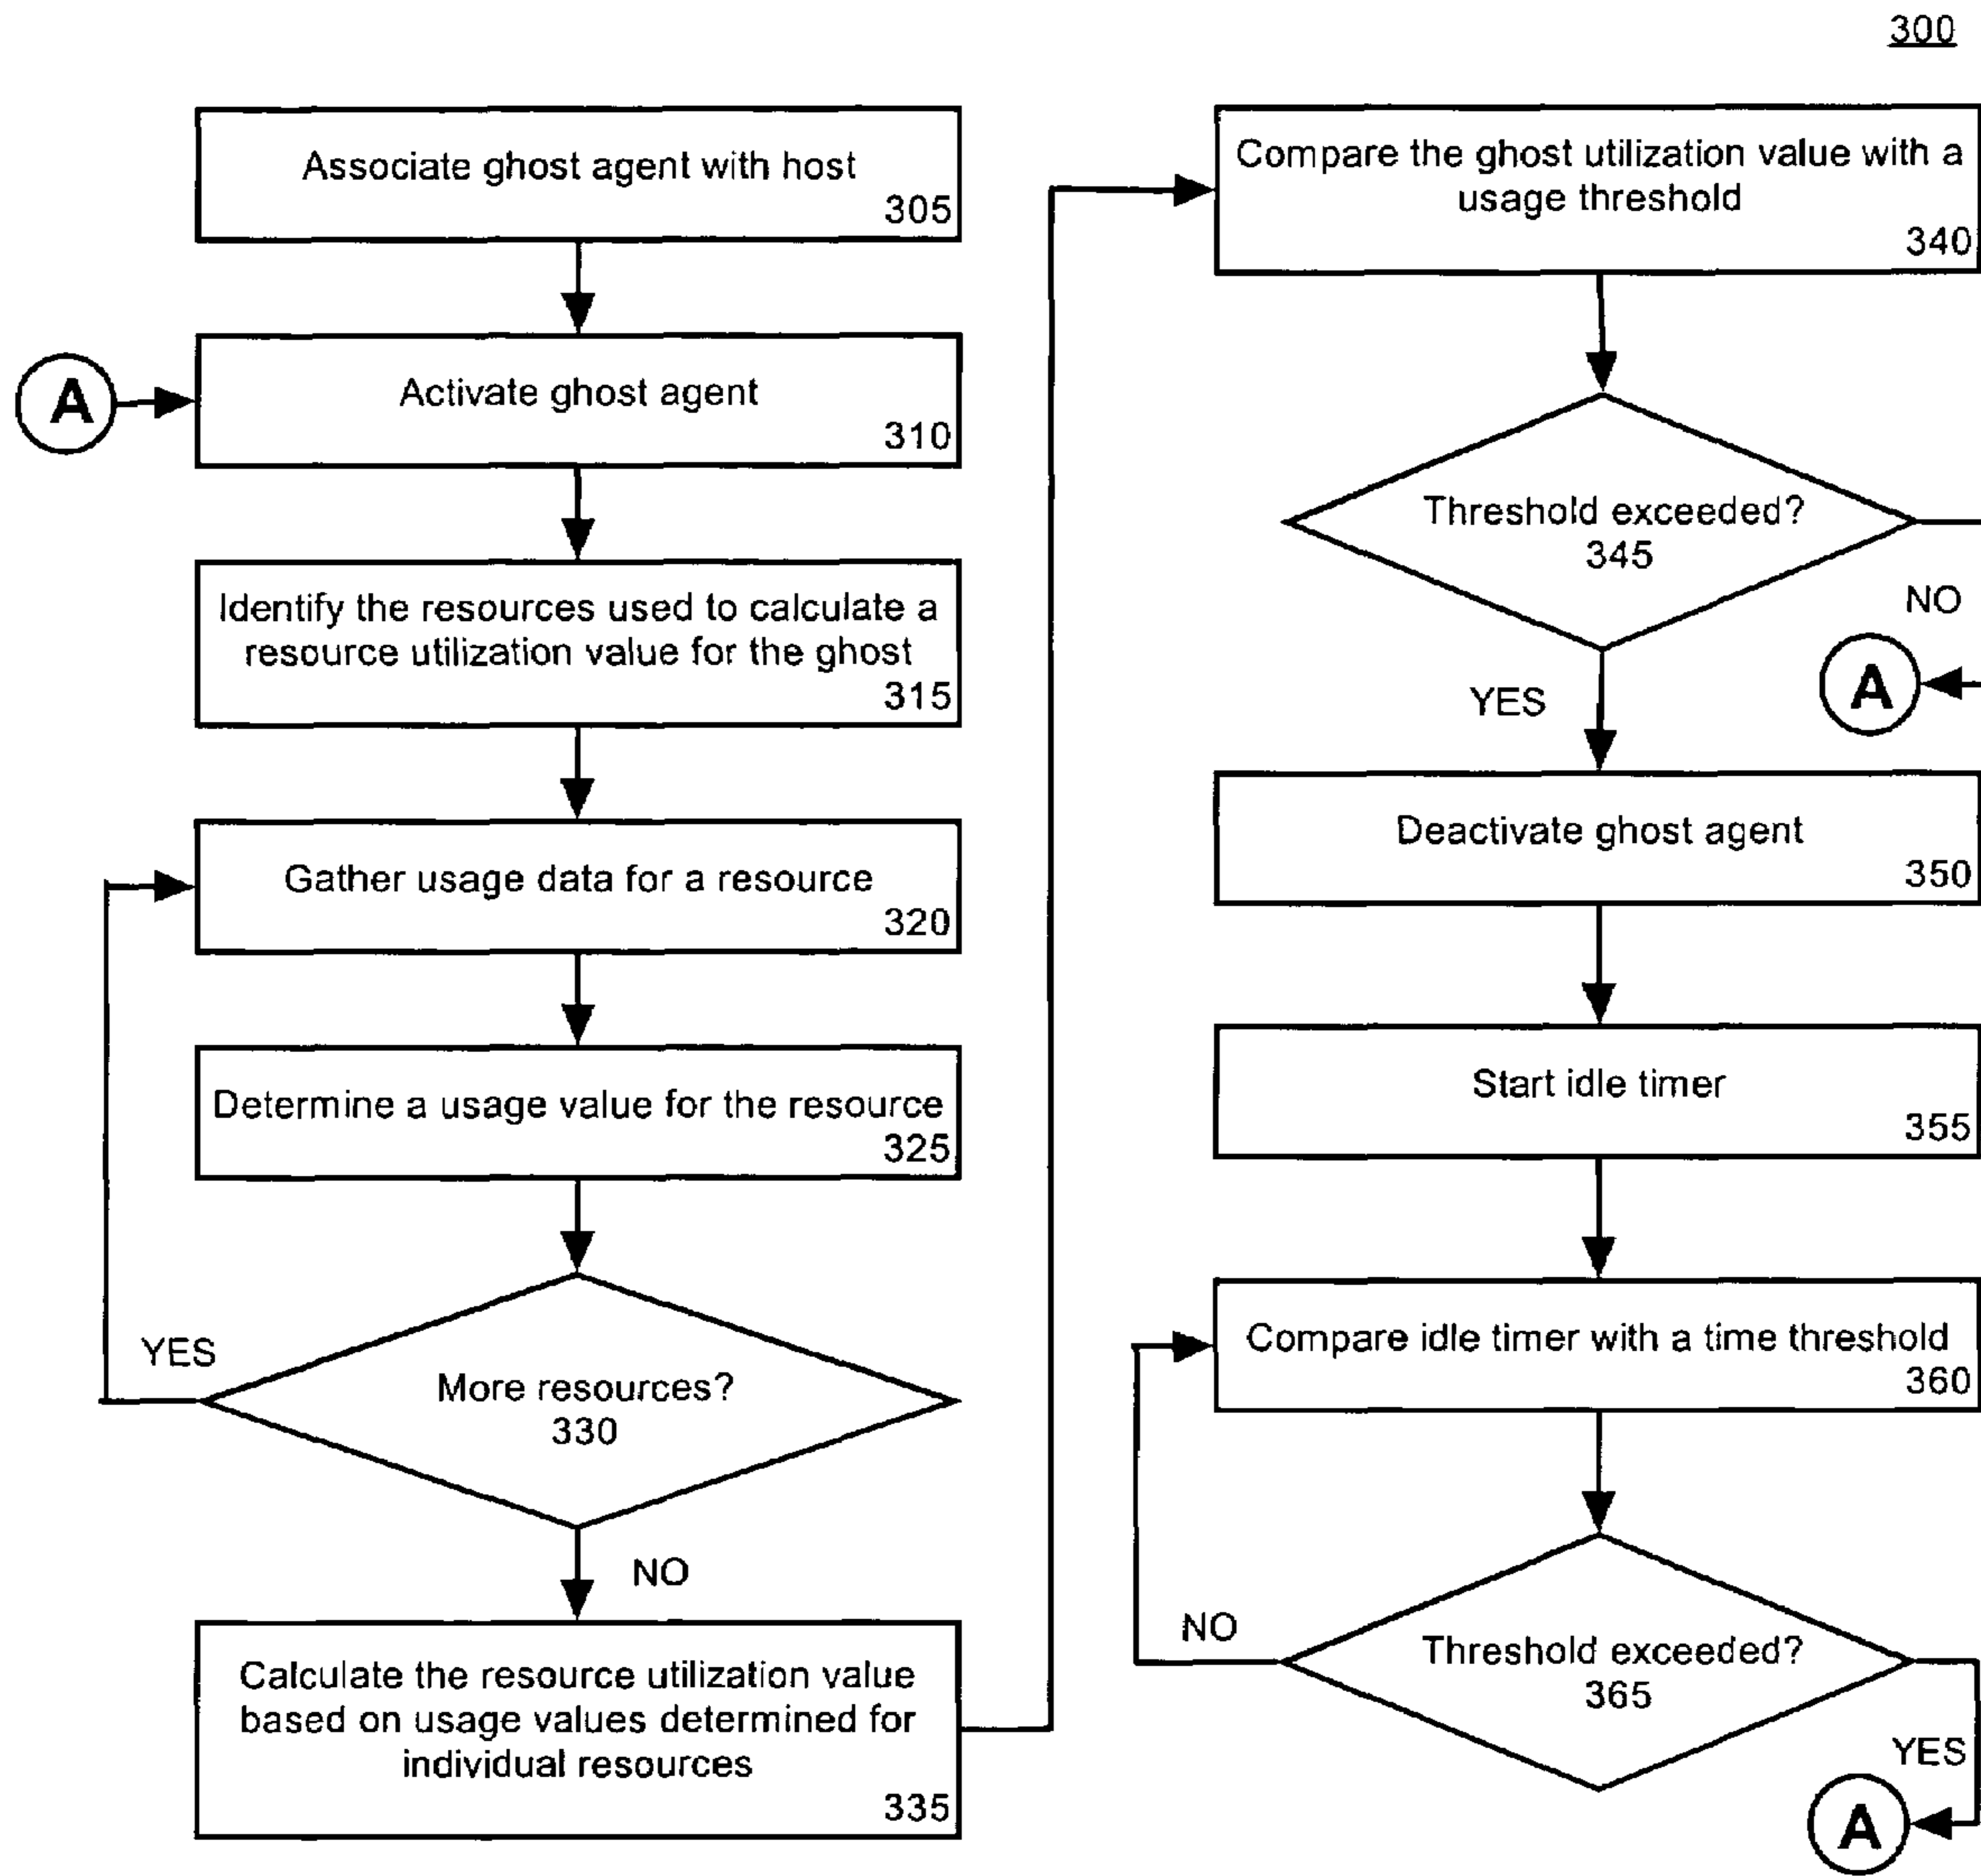 300
Associate ghost agent with host
305
A
Activate ghost agent
310
Identify the resources used to calculate a
resource utilization value for the ghost
315
Gather usage data for a resource
320
Determine a usage value for the resource
325
YES
More resources?
330
NO
Calculate the resource utilization value
based on usage values determined for
individual resources
335
Compare the ghost utilization value with a
usage threshold
340
Threshold exceeded?
345
NO
A
YES
Deactivate ghost agent
350
Start idle timer
355
Compare idle timer with a time threshold
360
NO
Threshold exceeded?
365
YES
A